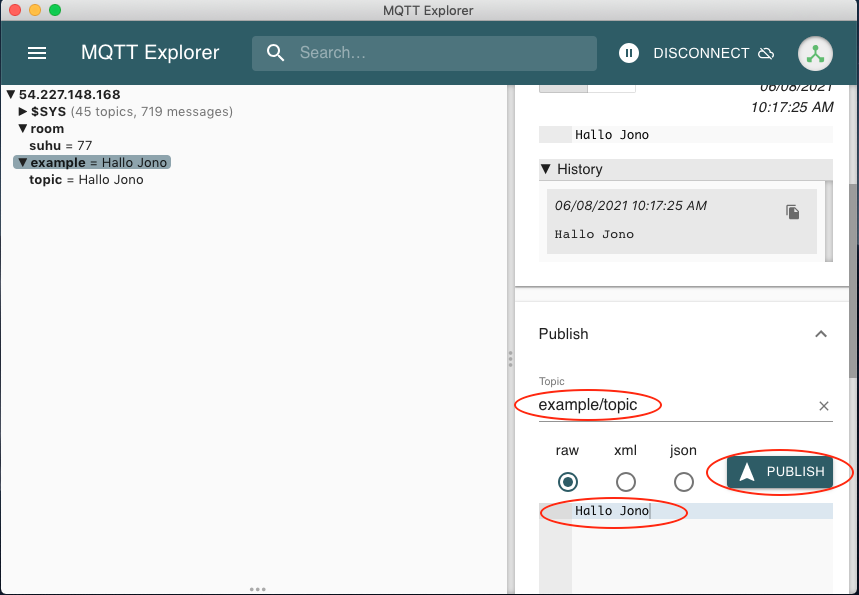 MQTT Explorer
MQTT Explorer
Search...
DISCONNECT
▼ 54.227.148.168
▶ $SYS (45 topics, 719 messages)
▼ room
suhu = 77
▼ example = Hallo Jono
topic = Hallo Jono
06/08/2021
10:17:25 AM
Hallo Jono
▼ History
06/08/2021 10:17:25 AM
Hallo Jono
Publish
Topic
example/topic
raw xml json
PUBLISH
Hallo Jono